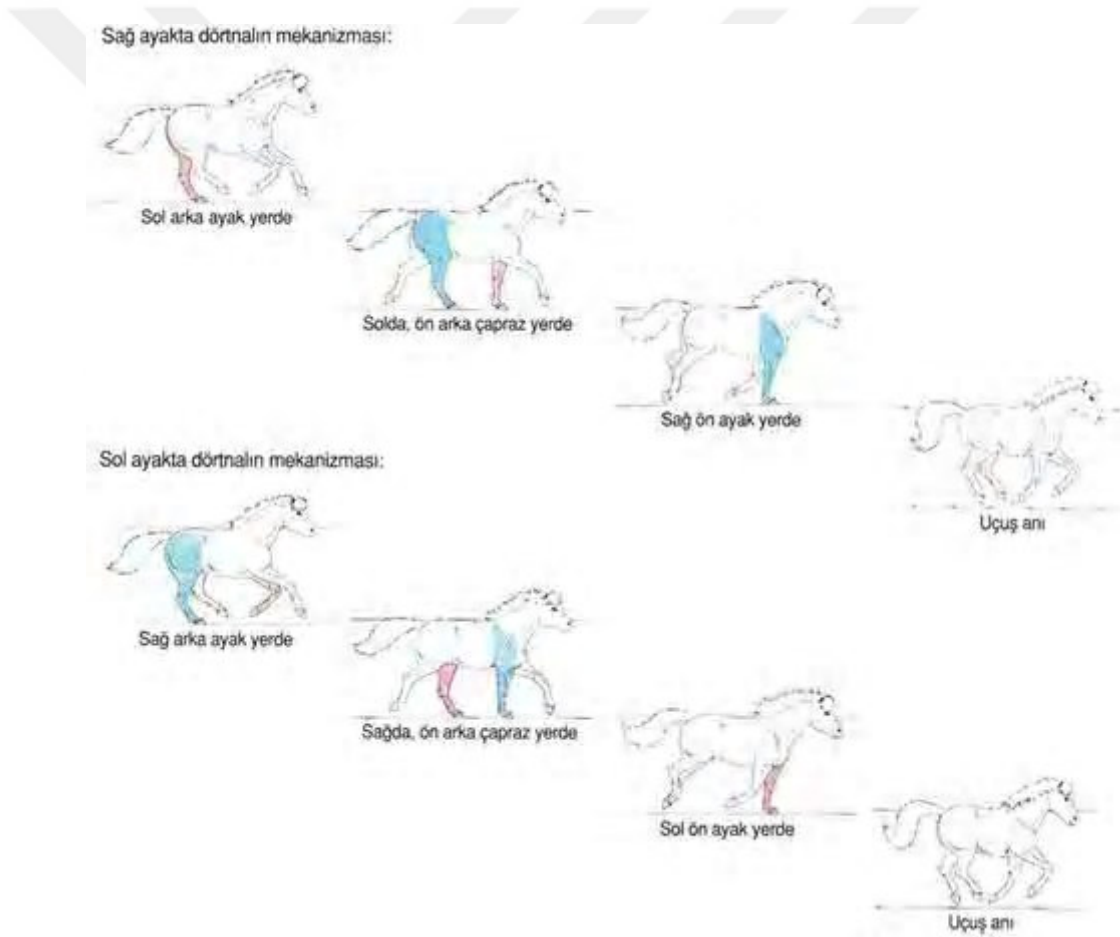 Sağ ayakta dörtnalın mekanizması:
Sol arka ayak yerde
Solda, ön arka çapraz yerde
Sağ ön ayak yerde
Uçuş anı
Sol ayakta dörtnalın mekanizması:
Sağ arka ayak yerde
Sağda, ön arka çapraz yerde
Sol ön ayak yerde
Uçuş anı